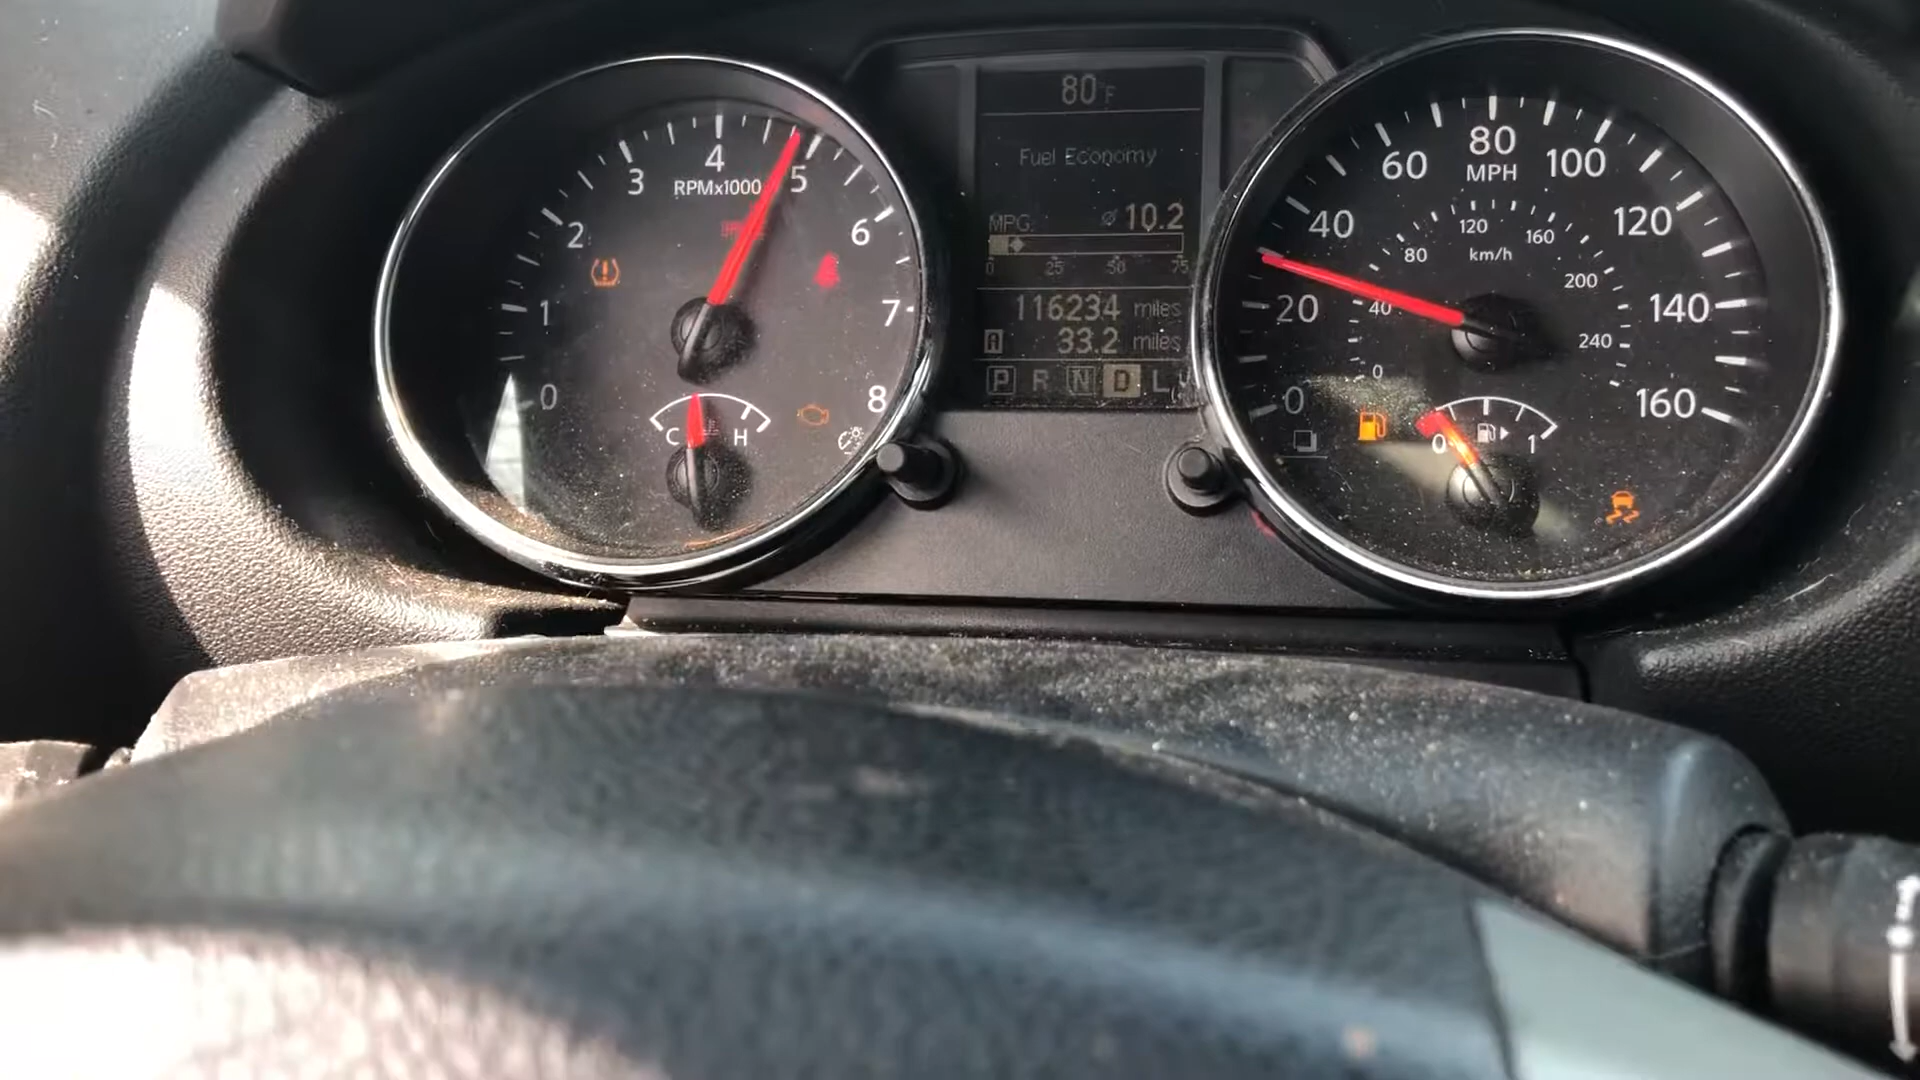 0
1
2
3
4
5
6
7
8
RPMx1000
C H
80°F
Fuel Economy
MPG ø 10.2
0 25 50 75
116234 miles
A 33.2 miles
P R N D L
0
20
40
60
80
100
120
140
160
MPH
0
40
80
120
160
200
240
km/h
0 1